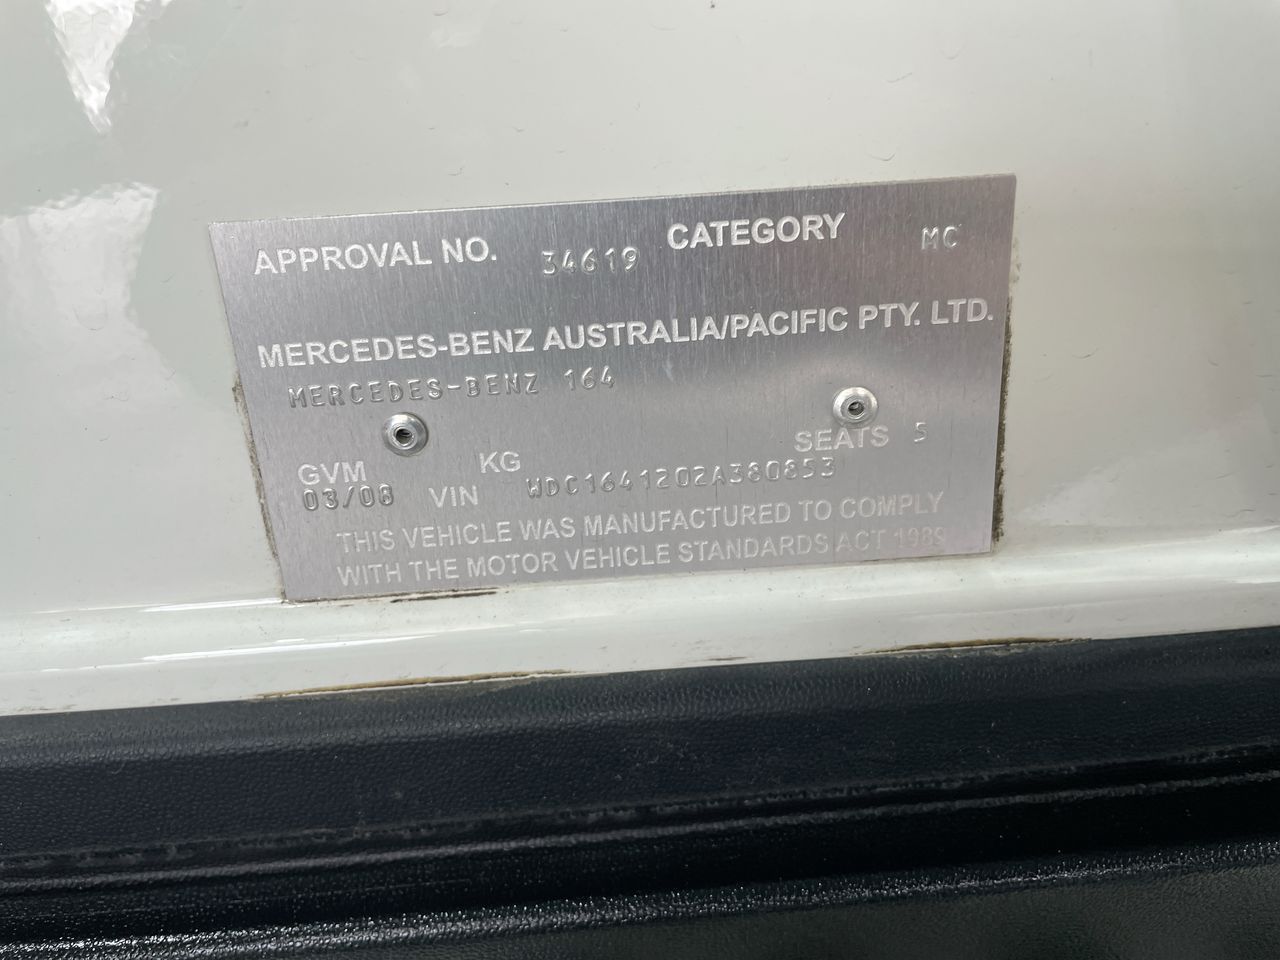 APPROVAL NO. 34619 CATEGORY MC
MERCEDES-BENZ AUSTRALIA/PACIFIC PTY. LTD.
MERCEDES-BENZ 164
GVM KG SEATS 5
03/08 VIN WDC1641202A380853
THIS VEHICLE WAS MANUFACTURED TO COMPLY
WITH THE MOTOR VEHICLE STANDARDS ACT 1989